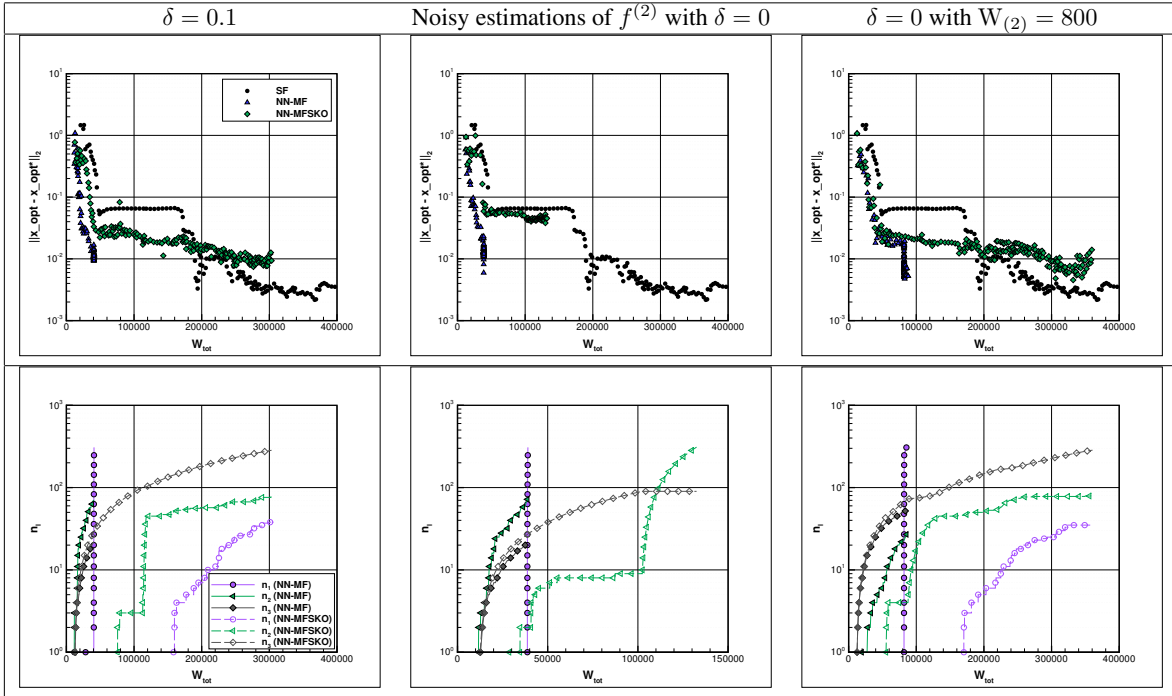 δ = 0.1
Noisy estimations of f^(2) with δ = 0
δ = 0 with W_(2) = 800
||x_opt - x_opt*||_2
10^1
10^0
10^-1
10^-2
10^-3
0 100000 200000 300000 400000
W_tot
SF
NN-MF
NN-MFSKO
||x_opt - x_opt*||_2
10^1
10^0
10^-1
10^-2
10^-3
0 100000 200000 300000 400000
W_tot
||x_opt - x_opt*||_2
10^1
10^0
10^-1
10^-2
10^-3
0 100000 200000 300000 400000
W_tot
n_l
10^3
10^2
10^1
10^0
0 100000 200000 300000 400000
W_tot
n_1 (NN-MF)
n_2 (NN-MF)
n_3 (NN-MF)
n_1 (NN-MFSKO)
n_2 (NN-MFSKO)
n_3 (NN-MFSKO)
n_l
10^3
10^2
10^1
10^0
0 50000 100000 150000
W_tot
n_l
10^3
10^2
10^1
10^0
0 100000 200000 300000 400000
W_tot